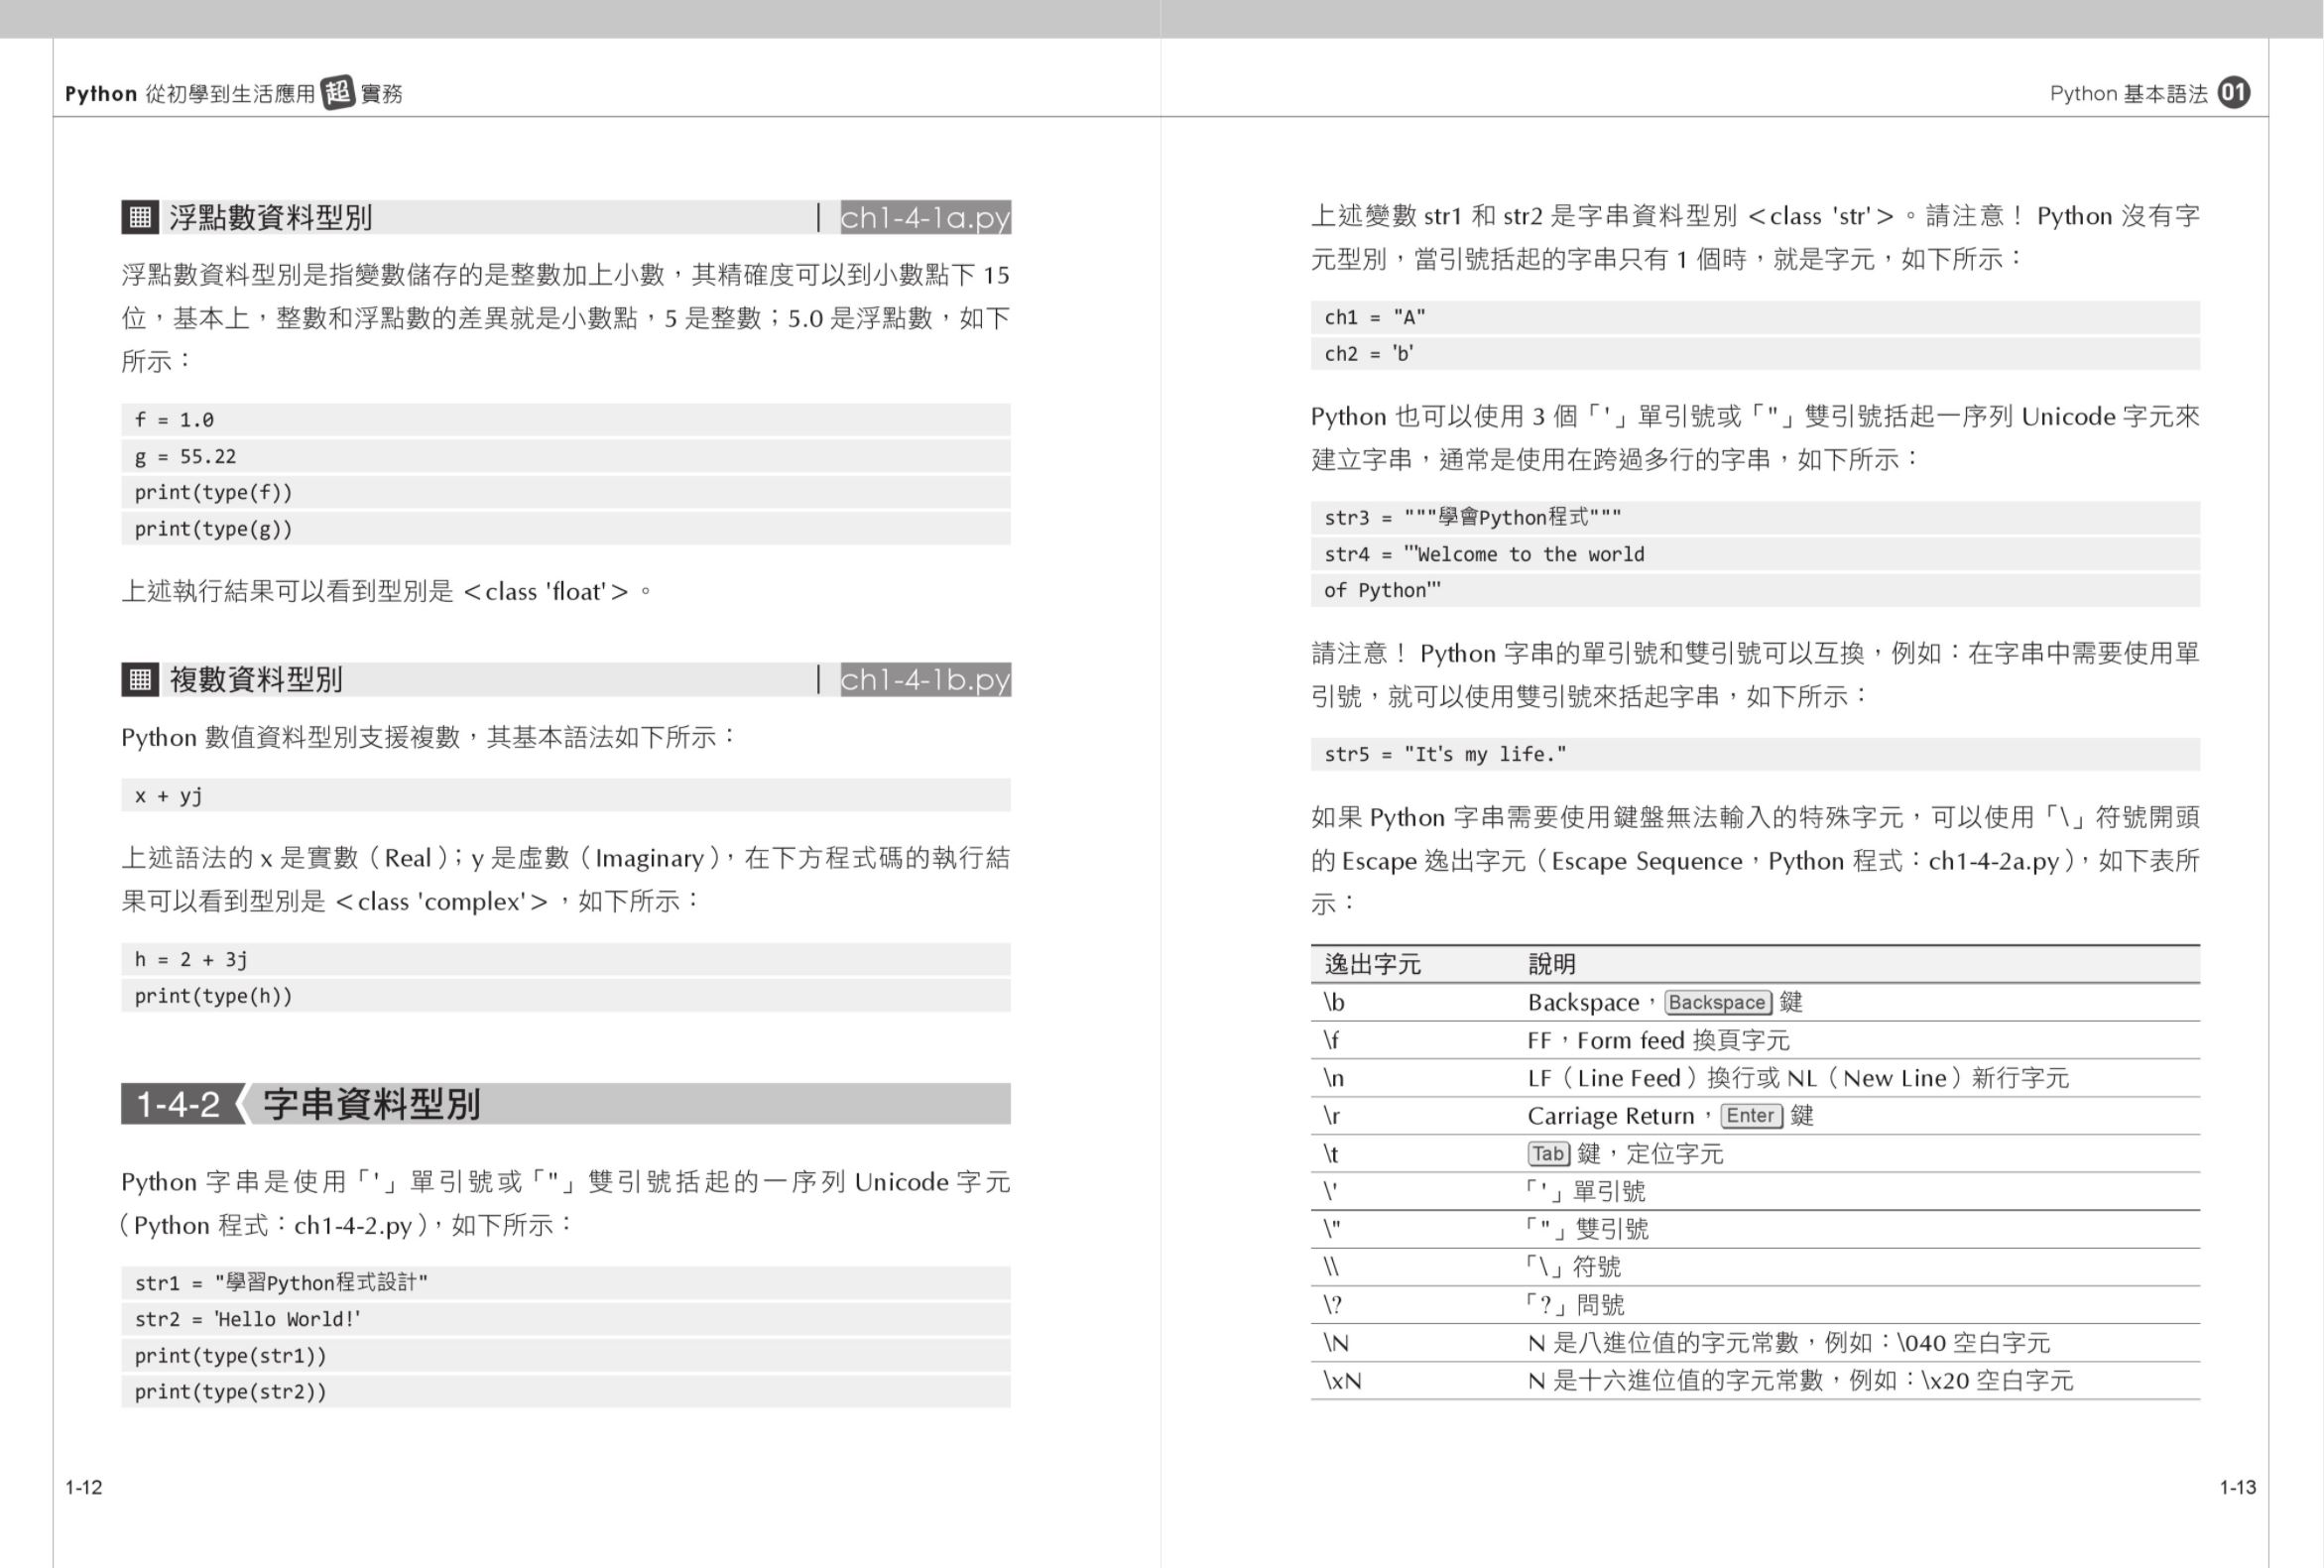 Python 從初學到生活應用超實務
浮點數資料型別 | ch1-4-1a.py
浮點數資料型別是指變數儲存的是整數加上小數，其精確度可以到小數點下 15
位，基本上，整數和浮點數的差異就是小數點，5 是整數；5.0 是浮點數，如下
所示：
f = 1.0
g = 55.22
print(type(f))
print(type(g))
上述執行結果可以看到型別是 <class 'float'>。
複數資料型別 | ch1-4-1b.py
Python 數值資料型別支援複數，其基本語法如下所示：
x + yj
上述語法的 x 是實數（Real）；y 是虛數（Imaginary），在下方程式碼的執行結
果可以看到型別是 <class 'complex'>，如下所示：
h = 2 + 3j
print(type(h))
1-4-2 字串資料型別
Python 字串是使用「'」單引號或「"」雙引號括起的一序列 Unicode 字元
（Python 程式：ch1-4-2.py），如下所示：
str1 = "學習Python程式設計"
str2 = 'Hello World!'
print(type(str1))
print(type(str2))
1-12
Python 基本語法 01
上述變數 str1 和 str2 是字串資料型別 <class 'str'>。請注意！ Python 沒有字
元型別，當引號括起的字串只有 1 個時，就是字元，如下所示：
ch1 = "A"
ch2 = 'b'
Python 也可以使用 3 個「'」單引號或「"」雙引號括起一序列 Unicode 字元來
建立字串，通常是使用在跨過多行的字串，如下所示：
str3 = """學會Python程式"""
str4 = '''Welcome to the world
of Python'''
請注意！ Python 字串的單引號和雙引號可以互換，例如：在字串中需要使用單
引號，就可以使用雙引號來括起字串，如下所示：
str5 = "It's my life."
如果 Python 字串需要使用鍵盤無法輸入的特殊字元，可以使用「\」符號開頭
的 Escape 逸出字元（Escape Sequence，Python 程式：ch1-4-2a.py），如下表所
示：
逸出字元 說明
\b Backspace，Backspace 鍵
\f FF，Form feed 換頁字元
\n LF（Line Feed）換行或 NL（New Line）新行字元
\r Carriage Return，Enter 鍵
\t Tab 鍵，定位字元
\' 「'」單引號
\" 「"」雙引號
\\ 「\」符號
\? 「?」問號
\N N 是八進位值的字元常數，例如：\040 空白字元
\xN N 是十六進位值的字元常數，例如：\x20 空白字元
1-13